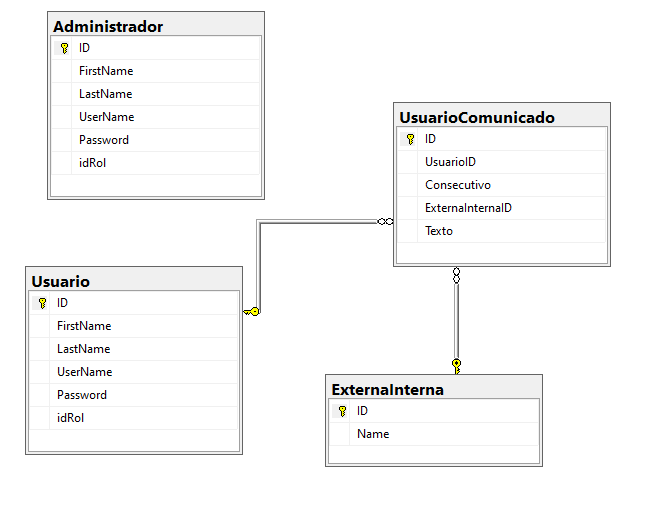 Administrador
ID
FirstName
LastName
UserName
Password
idRol
UsuarioComunicado
ID
UsuarioID
Consecutivo
ExternaInternaID
Texto
Usuario
ID
FirstName
LastName
UserName
Password
idRol
ExternaInterna
ID
Name